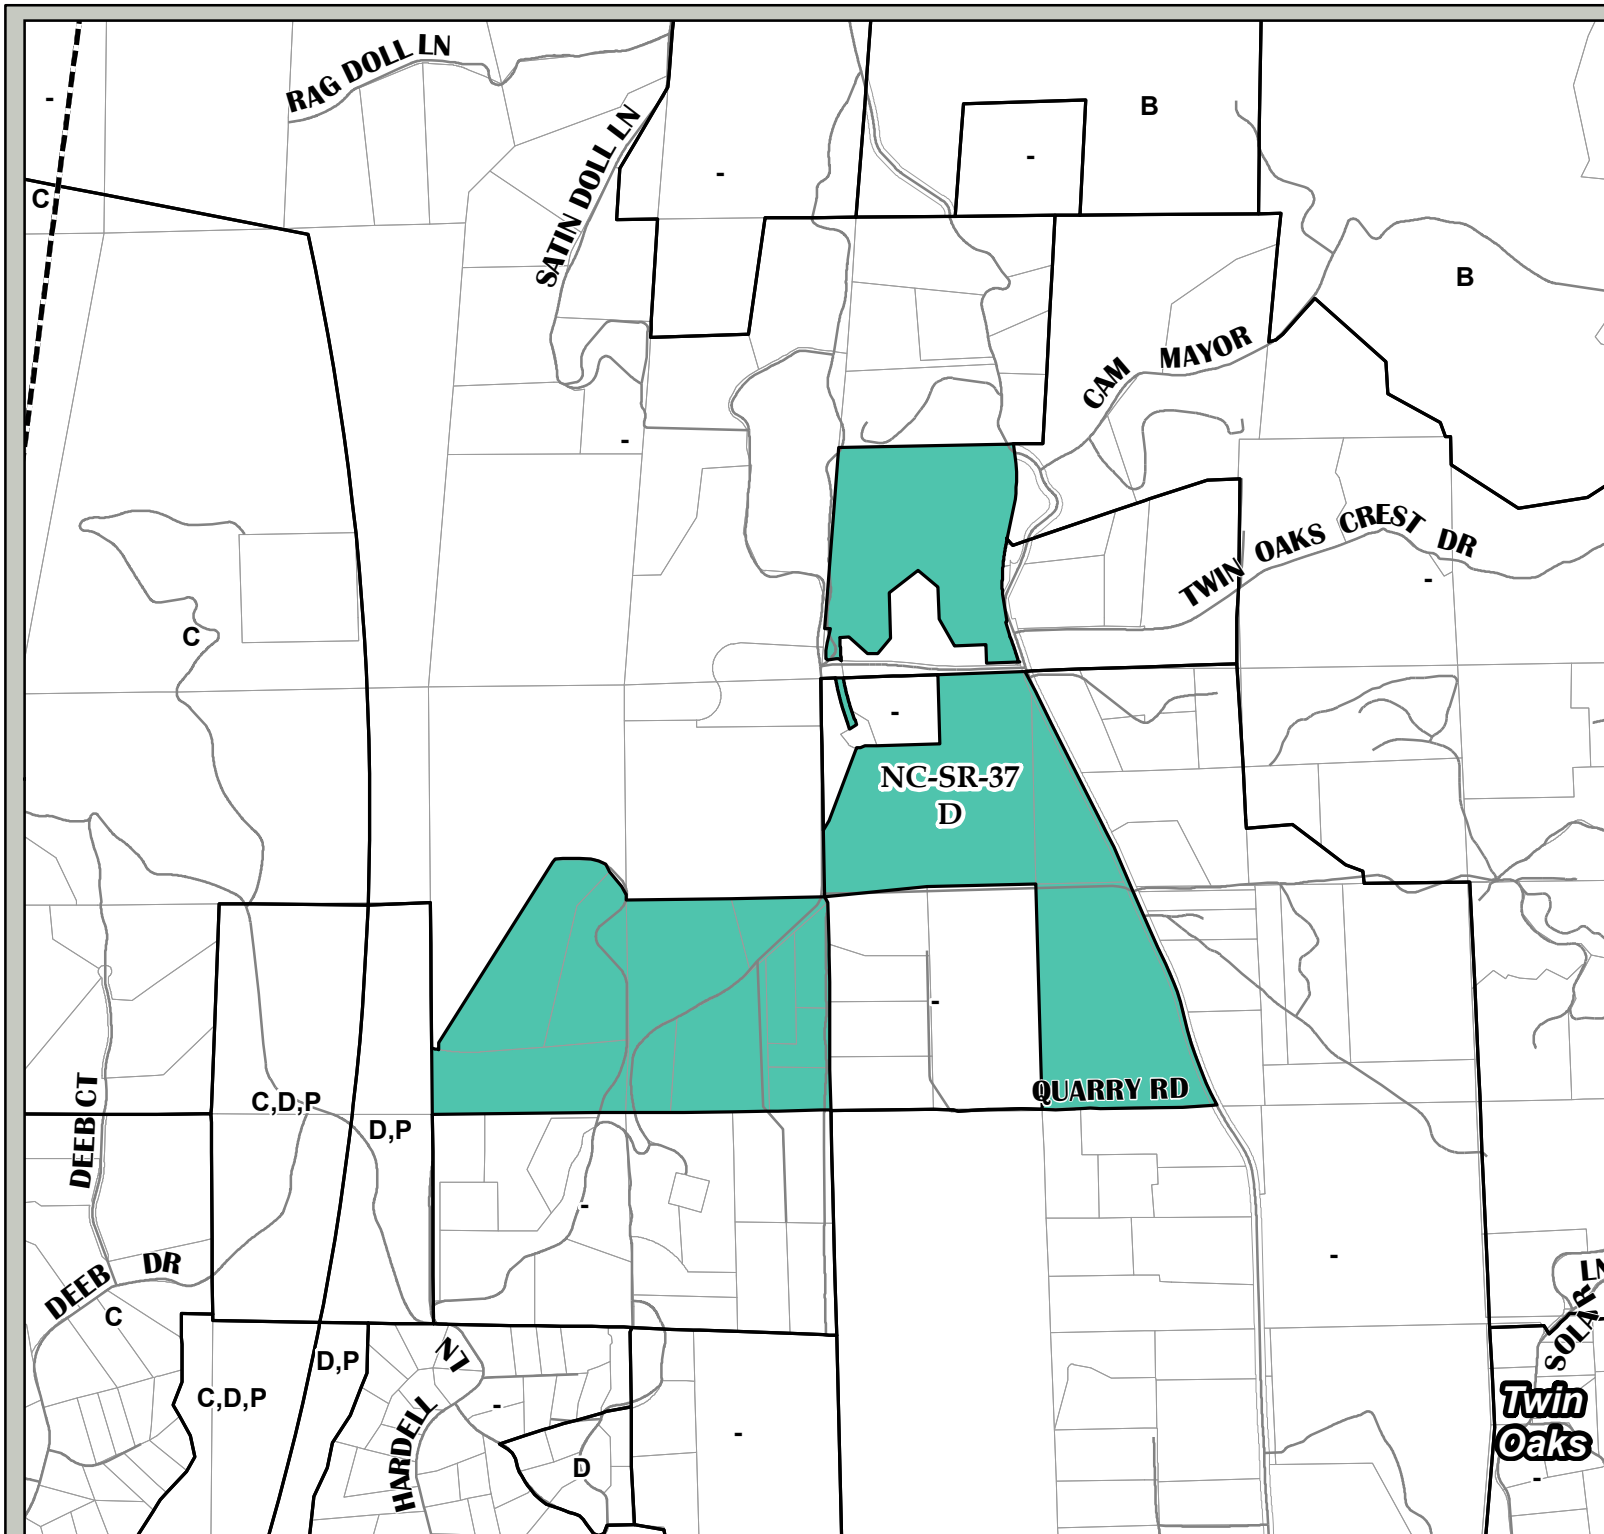 RAG DOLL LN
-
B
-
-
C
SATIN DOLL LN
B
CAM MAYOR
-
TWIN OAKS CREST DR
-
C
-
NC-SR-37
D
-
QUARRY RD
DEEB CT
C,D,P
D,P
-
-
DEEB DR
C
LN
SOLAR
LN
D,P
C,D,P
HARDELL
-
-
D
Twin
Oaks
-